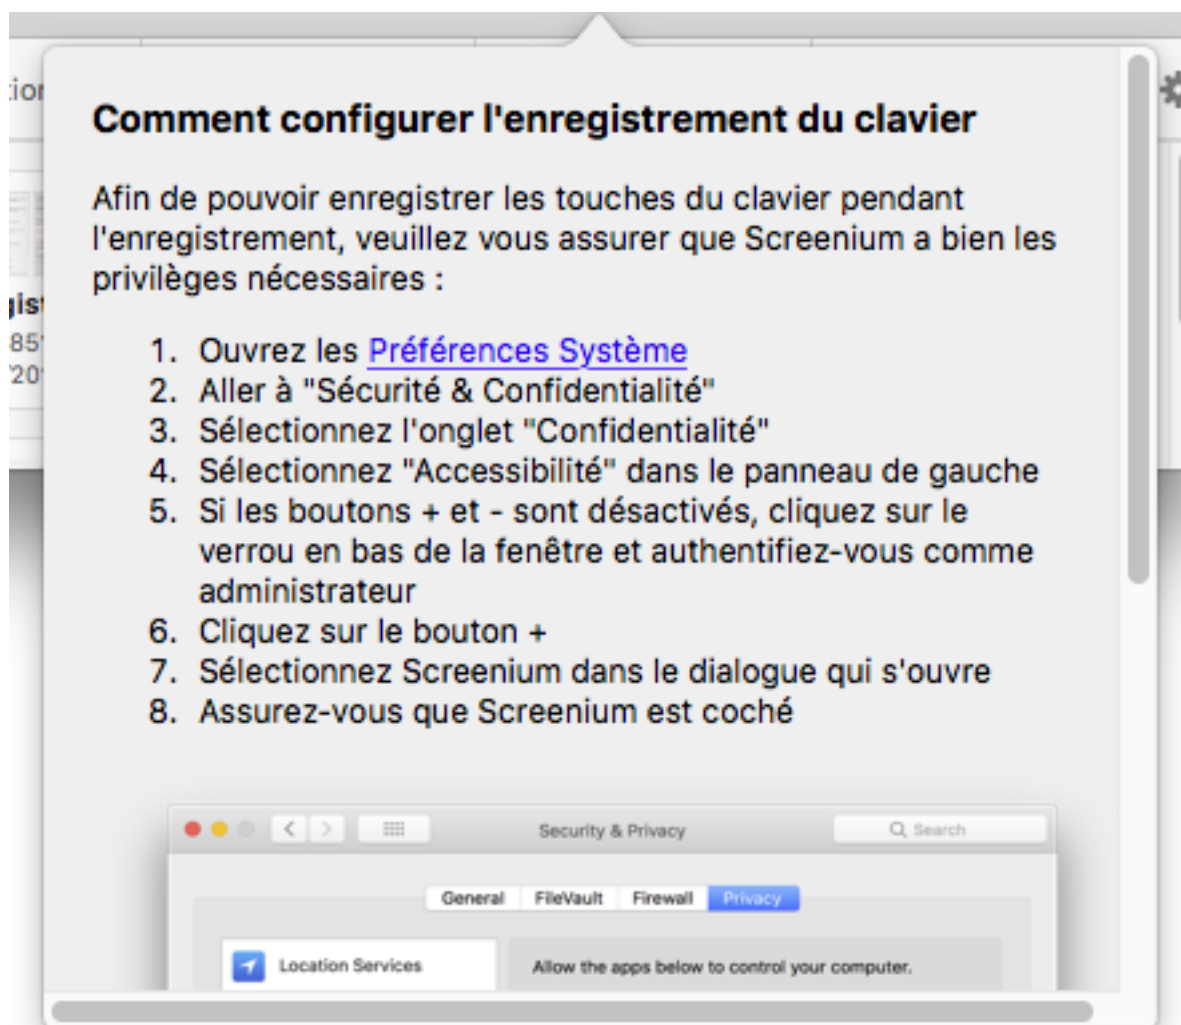 Comment configurer l'enregistrement du clavier
Afin de pouvoir enregistrer les touches du clavier pendant
l'enregistrement, veuillez vous assurer que Screenium a bien les
privilèges nécessaires :
1. Ouvrez les Préférences Système
2. Aller à "Sécurité & Confidentialité"
3. Sélectionnez l'onglet "Confidentialité"
4. Sélectionnez "Accessibilité" dans le panneau de gauche
5. Si les boutons + et - sont désactivés, cliquez sur le
verrou en bas de la fenêtre et authentifiez-vous comme
administrateur
6. Cliquez sur le bouton +
7. Sélectionnez Screenium dans le dialogue qui s'ouvre
8. Assurez-vous que Screenium est coché
Security & Privacy
Search
General FileVault Firewall Privacy
Location Services
Allow the apps below to control your computer.